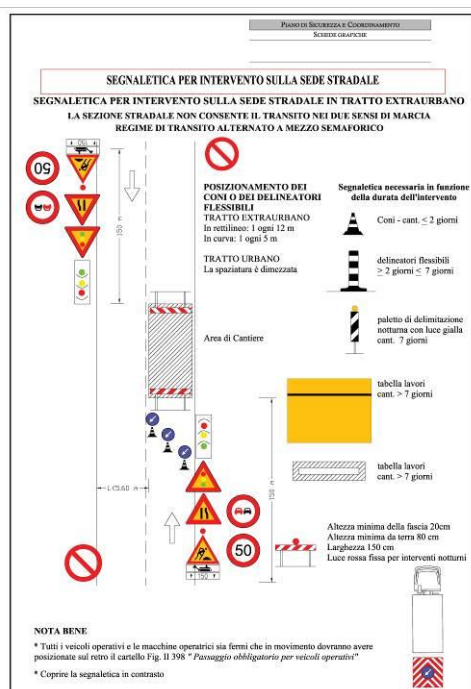 PIANO DI SICUREZZA E COORDINAMENTO
SCHEDE GRAFICHE
SEGNALETICA PER INTERVENTO SULLA SEDE STRADALE
SEGNALETICA PER INTERVENTO SULLA SEDE STRADALE IN TRATTO EXTRAURBANO
LA SEZIONE STRADALE NON CONSENTE IL TRANSITO NEI DUE SENSI DI MARCIA
REGIME DI TRANSITO ALTERNATO A MEZZO SEMAFORICO
150
50
150 m
POSIZIONAMENTO DEI
CONI O DEI DELINEATORI
FLESSIBILI
TRATTO EXTRAURBANO
In rettilineo: 1 ogni 12 m
In curva: 1 ogni 5 m
TRATTO URBANO
La spaziatura è dimezzata
Segnaletica necessaria in funzione
della durata dell'intervento
Coni - cant. ≤ 2 giorni
delineatori flessibili
> 2 giorni < 7 giorni
paletto di delimitazione
notturna con luce gialla
cant. 7 giorni
Area di Cantiere
tabella lavori
cant. > 7 giorni
tabella lavori
cant. > 7 giorni
L<5.60 m
150 m
50
150
Altezza minima della fascia 20cm
Altezza minima da terra 80 cm
Larghezza 150 cm
Luce rossa fissa per interventi notturni
NOTA BENE
* Tutti i veicoli operativi e le macchine operatrici sia fermi che in movimento dovranno avere
posizionate sul retro il cartello Fig. II 398 "Passaggio obbligatorio per veicoli operativi"
* Coprire la segnaletica in contrasto